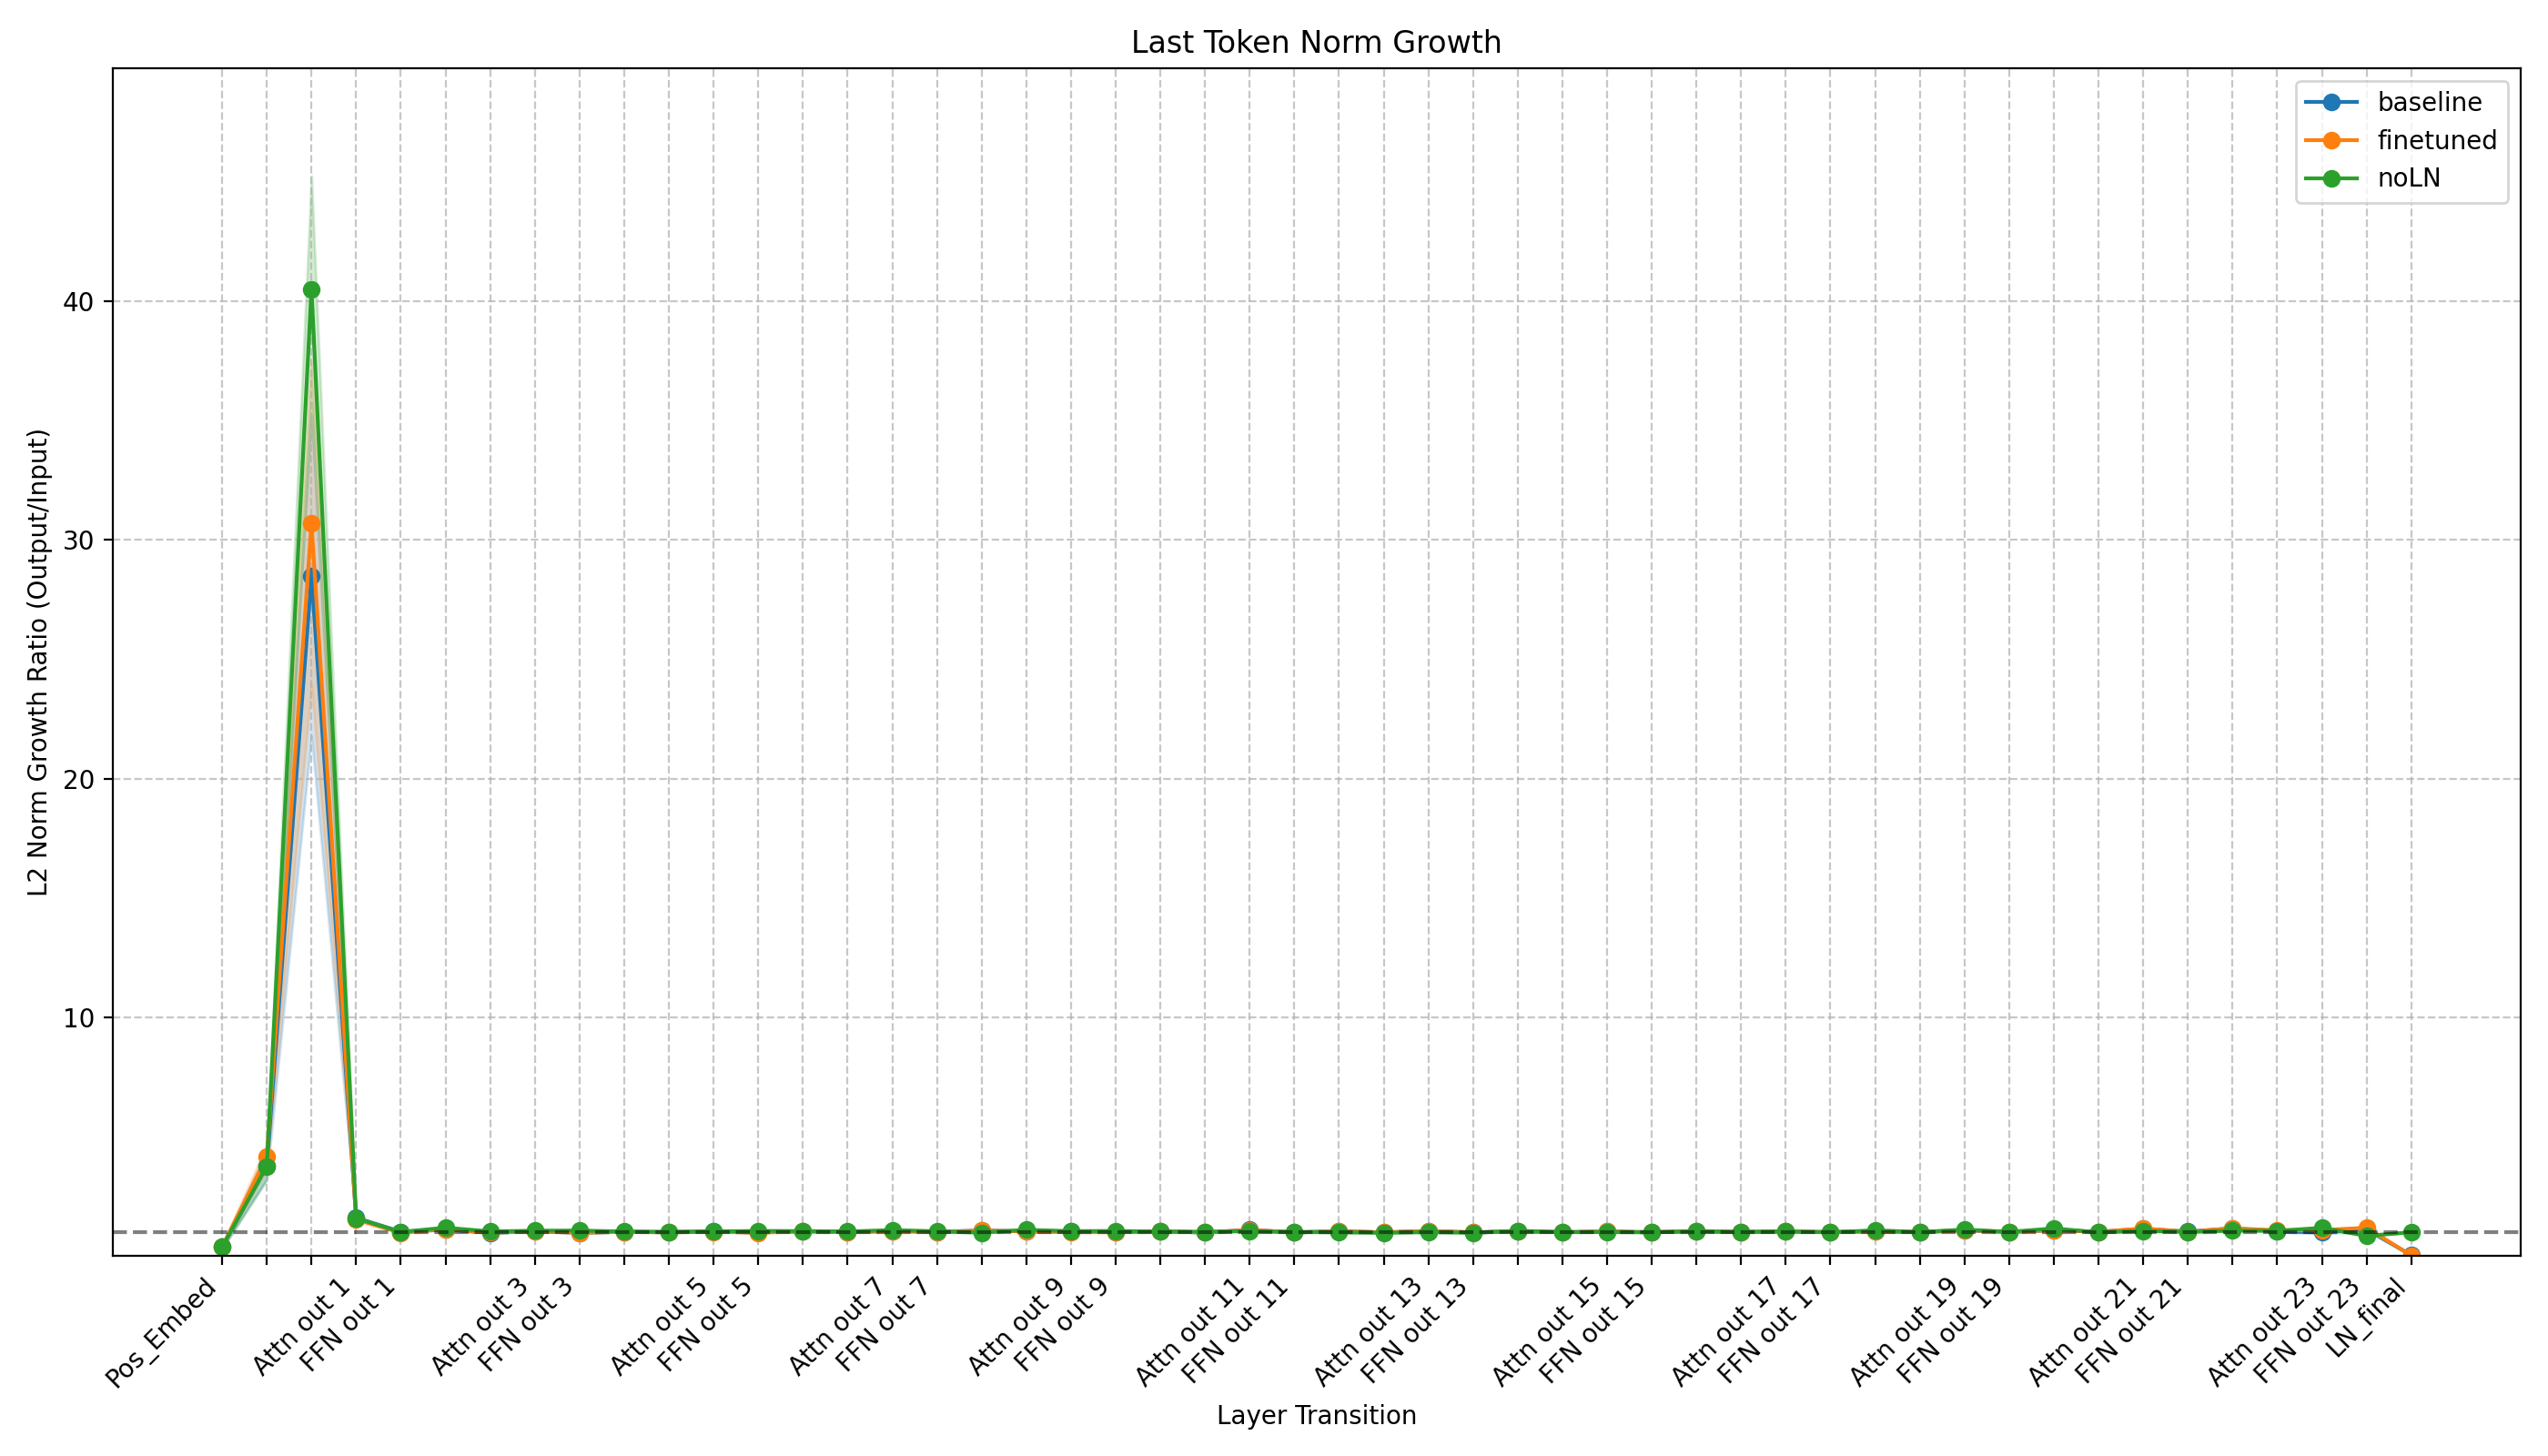 Last Token Norm Growth
baseline
finetuned
noLN
L2 Norm Growth Ratio (Output/Input)
40
30
20
10
Pos_Embed
Attn out 1
FFN out 1
Attn out 3
FFN out 3
Attn out 5
FFN out 5
Attn out 7
FFN out 7
Attn out 9
FFN out 9
Attn out 11
FFN out 11
Attn out 13
FFN out 13
Attn out 15
FFN out 15
Attn out 17
FFN out 17
Attn out 19
FFN out 19
Attn out 21
FFN out 21
Attn out 23
FFN out 23
LN_final
Layer Transition